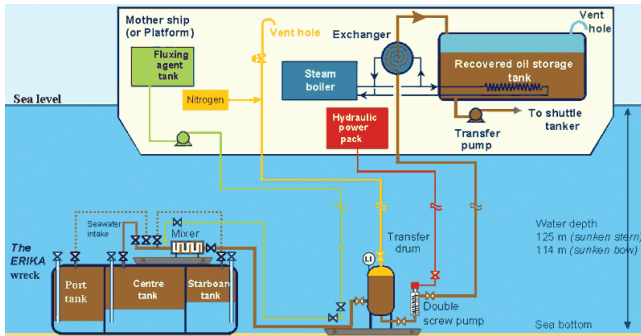 Mother ship
(or Platform)
Fluxing
agent
tank
Vent hole
Exchanger
Vent
hole
Recovered oil storage
tank
Steam
boiler
Nitrogen
Hydraulic
power
pack
Transfer
pump
To shuttle
tanker
Sea level
Seawater
intake
Mixer
The
ERIKA
wreck
Port
tank
Centre
tank
Starboard
tank
LI
Transfer
drum
Double
screw pump
Water depth
125 m (sunken stern)
114 m (sunken bow)
Sea bottom